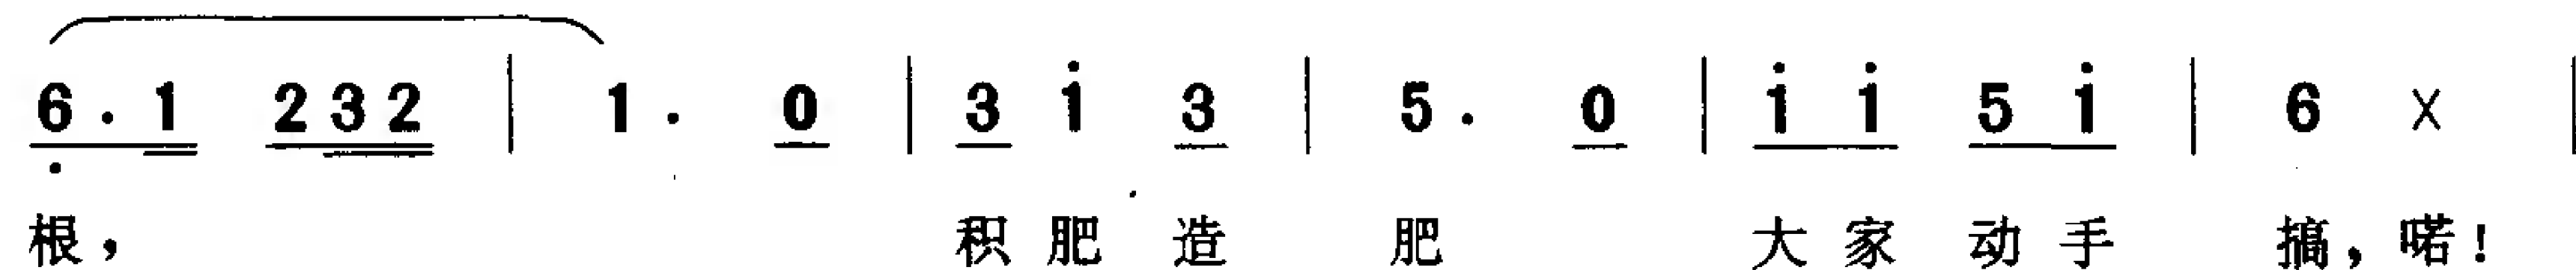 6·1 232 | 1· 0 | 3 i 3 | 5· 0 | i i 5 i | 6 X |
根， 积肥造肥 大家动手搞，喏！